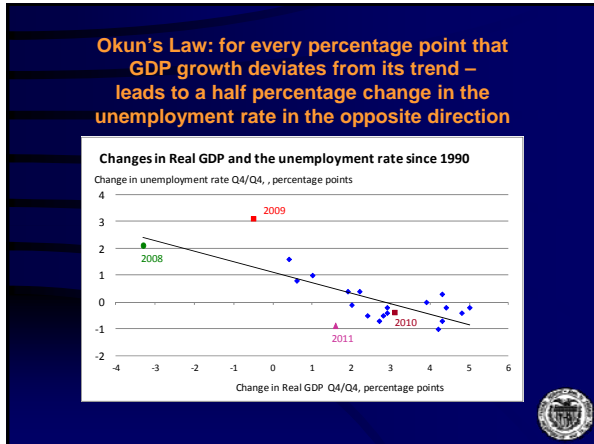 Okun's Law: for every percentage point that
GDP growth deviates from its trend –
leads to a half percentage change in the
unemployment rate in the opposite direction
Changes in Real GDP and the unemployment rate since 1990
Change in unemployment rate Q4/Q4, , percentage points
4
3
2
1
0
-1
-2
2009
2008
2010
2011
-4 -3 -2 -1 0 1 2 3 4 5 6
Change in Real GDP Q4/Q4, percentage points